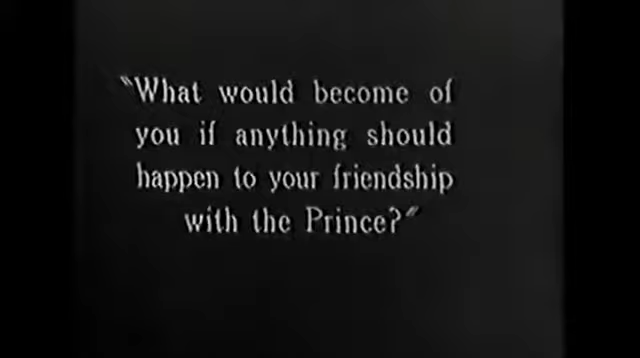 "What would become of
you if anything should
happen to your friendship
with the Prince?"